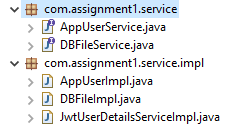 com.assignment1.service
AppUserService.java
DBFileService.java
com.assignment1.service.impl
AppUserImpl.java
DBFileImpl.java
JwtUserDetailsServiceImpl.java